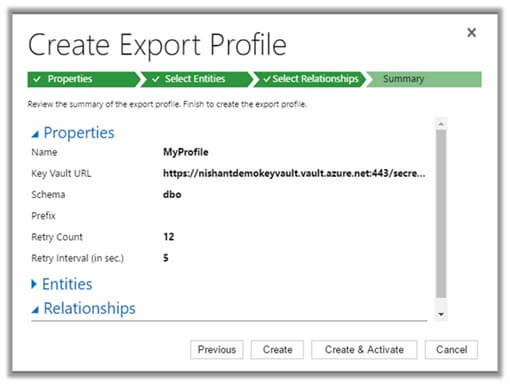 Create Export Profile
Properties Select Entities Select Relationships Summary
Review the summary of the export profile. Finish to create the export profile.
Properties
Name MyProfile
Key Vault URL https://nishantdemokeyvault.vault.azure.net:443/secre...
Schema dbo
Prefix
Retry Count 12
Retry Interval (in sec.) 5
Entities
Relationships
Previous Create Create & Activate Cancel